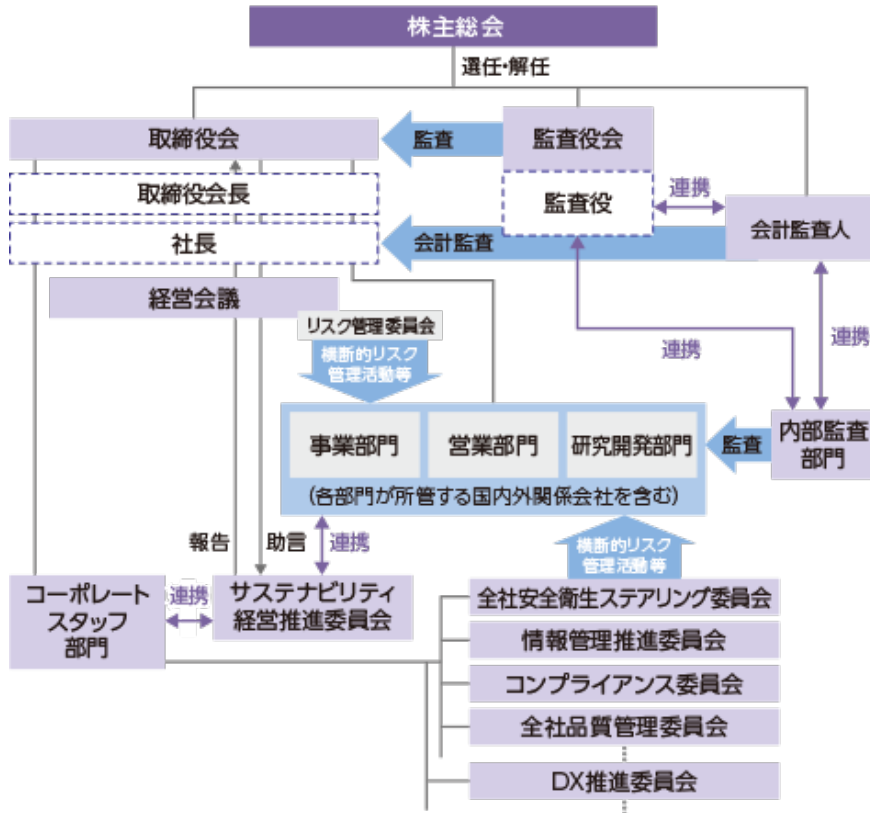 株主総会
選任・解任
取締役会
監査
監査役会
取締役会長
監査役
連携
会計監査人
社長
会計監査
経営会議
リスク管理委員会
横断的リスク
管理活動等
連携
連携
事業部門
営業部門
研究開発部門
監査
内部監査
部門
(各部門が所管する国内外関係会社を含む)
報告
助言
連携
横断的リスク
管理活動等
コーポレート
スタッフ
部門
連携
サステナビリティ
経営推進委員会
全社安全衛生ステアリング委員会
情報管理推進委員会
コンプライアンス委員会
全社品質管理委員会
DX推進委員会